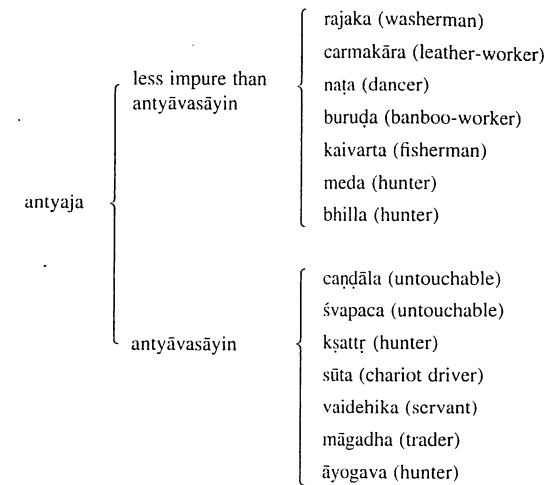 rajaka (washerman)
carmakāra (leather-worker)
less impure than
antyāvasāyin
naṭa (dancer)
buruḍa (banboo-worker)
kaivarta (fisherman)
meda (hunter)
bhilla (hunter)
antyaja
caṇḍāla (untouchable)
śvapaca (untouchable)
antyāvasāyin
kṣattṛ (hunter)
sūta (chariot driver)
vaidehika (servant)
māgadha (trader)
āyogava (hunter)